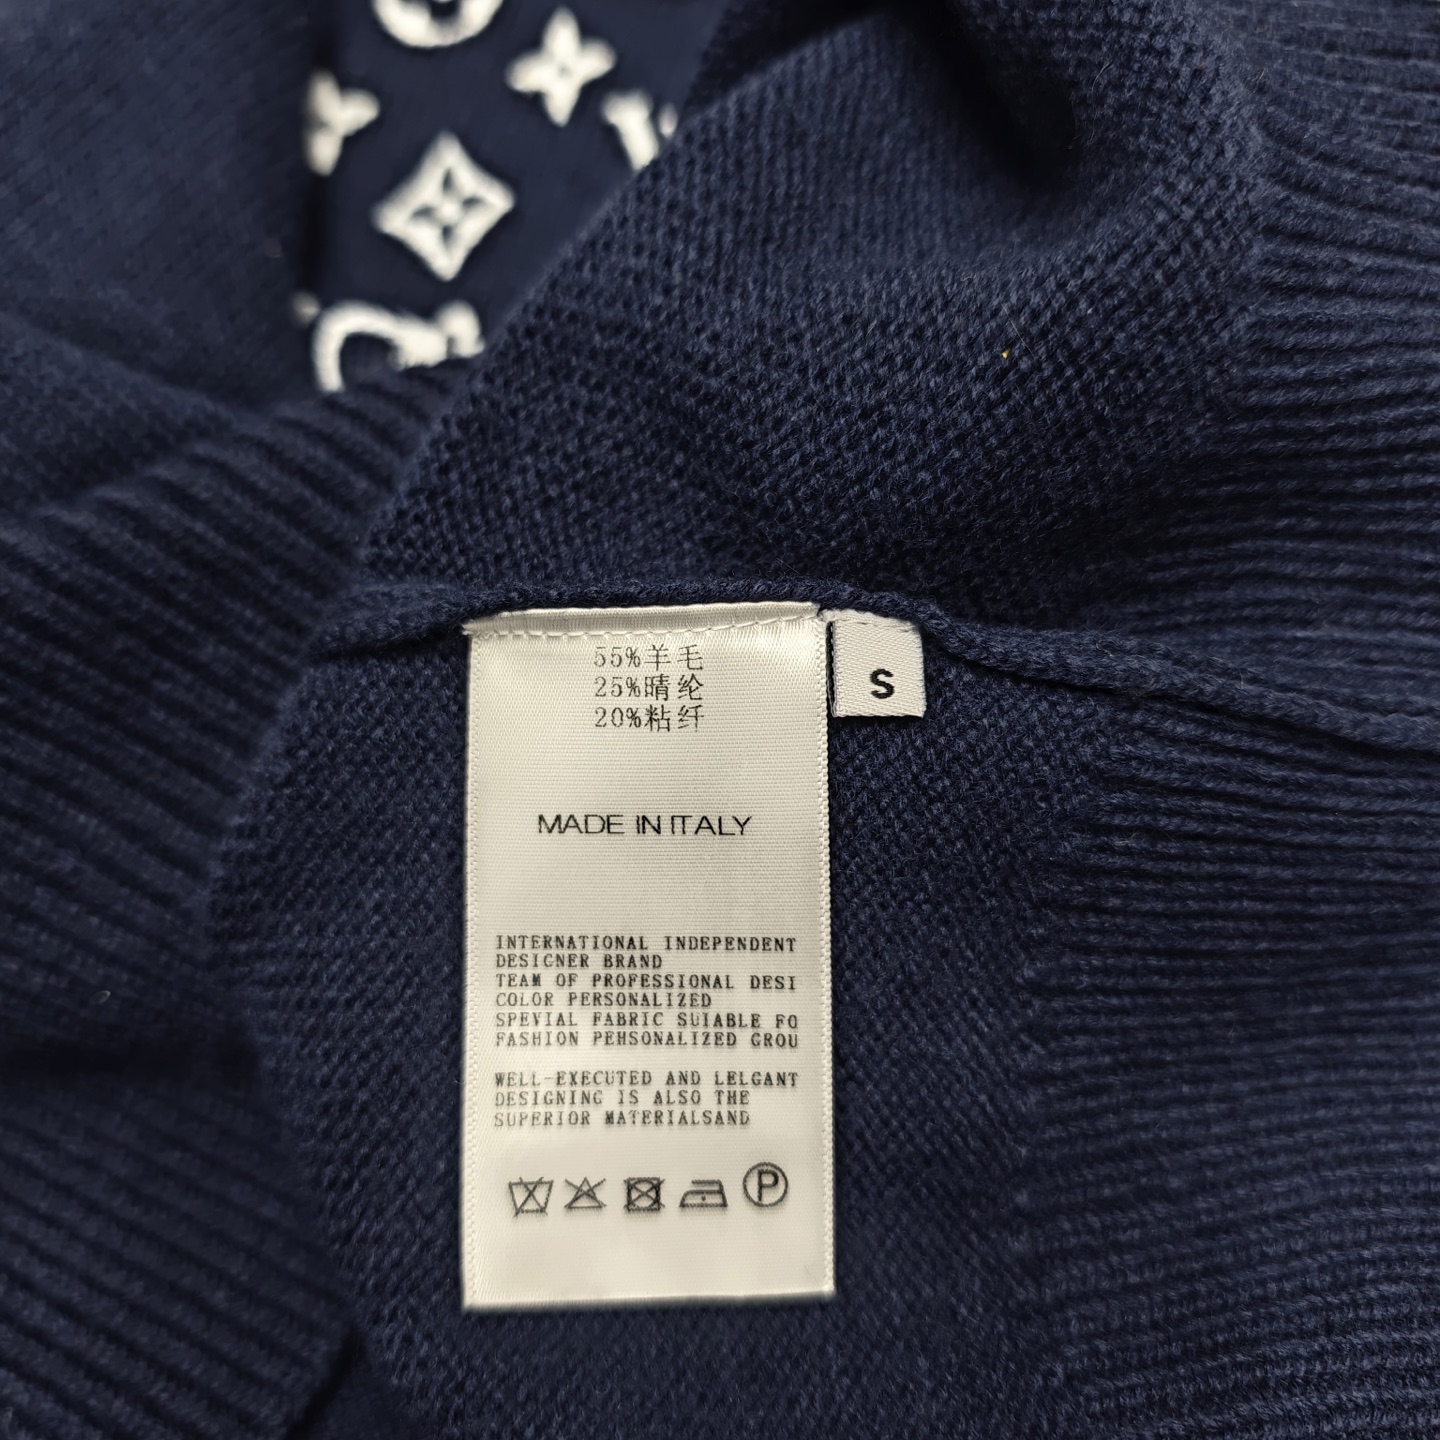 55%羊毛
25%晴纶
20%粘纤
S
MADE IN ITALY
INTERNATIONAL INDEPENDENT
DESIGNER BRAND
TEAM OF PROFESSIONAL DESI
COLOR PERSONALIZED
SPEVIAL FABRIC SUIABLE FO
FASHION PEHSONALIZED GROU
WELL-EXECUTED AND LELGANT
DESIGNING IS ALSO THE
SUPERIOR MATERIALSAND
P